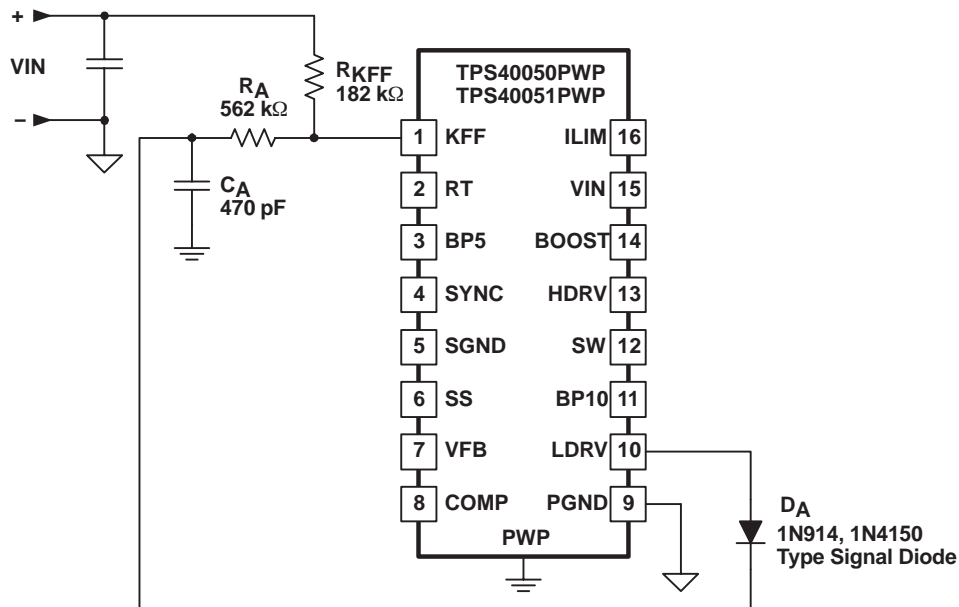 +
VIN
−
RKFF
182 kΩ
RA
562 kΩ
CA
470 pF
TPS40050PWP
TPS40051PWP
1 KFF ILIM 16
2 RT VIN 15
3 BP5 BOOST 14
4 SYNC HDRV 13
5 SGND SW 12
6 SS BP10 11
7 VFB LDRV 10
8 COMP PGND 9
PWP
DA
1N914, 1N4150
Type Signal Diode